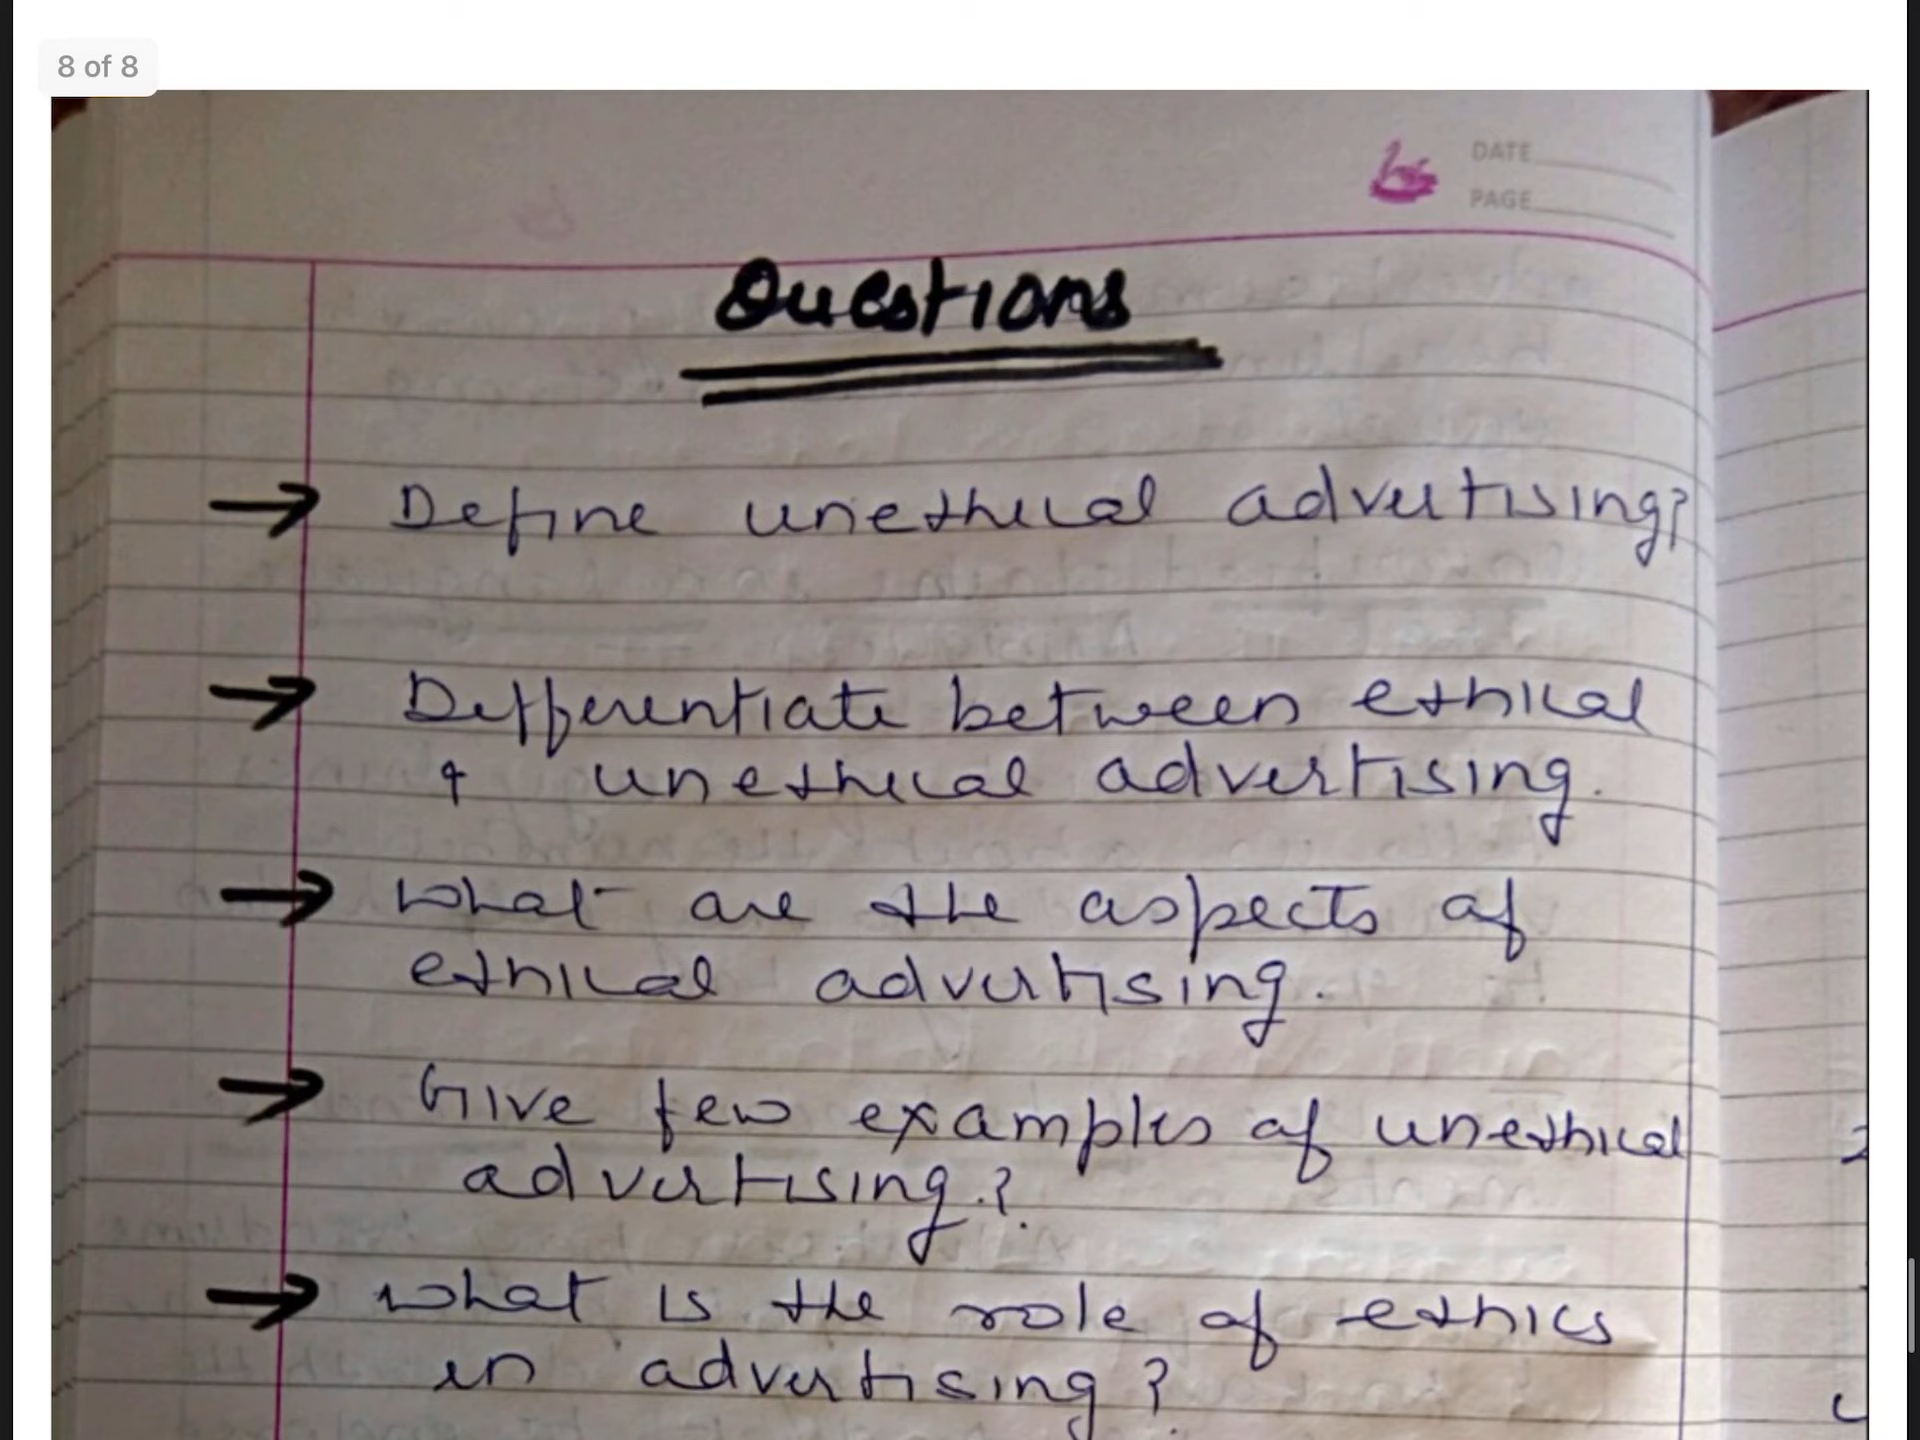 8 of 8
DATE
PAGE
Questions
→ Define unethical advertising?
→ Differentiate between ethical
& unethical advertising.
→ What are the aspects of
ethical advertising.
→ Give few examples of unethical
advertising.?
→ What is the role of ethics
in advertising?